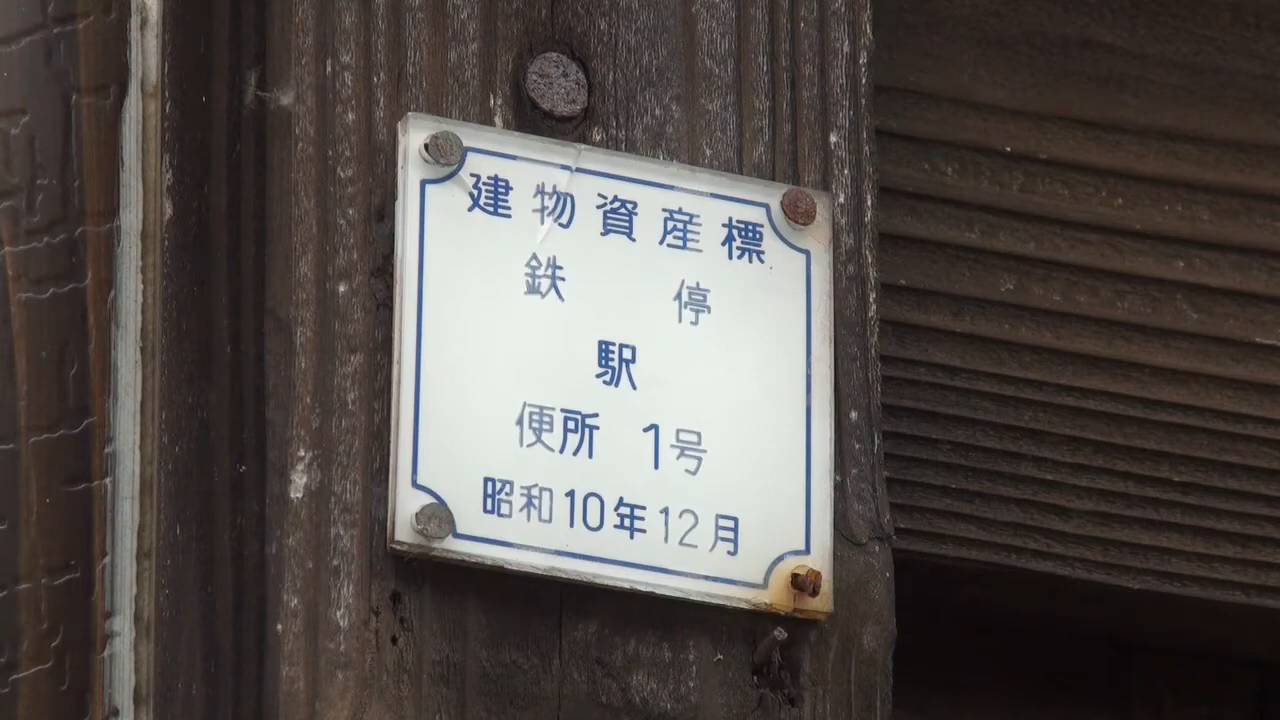 建物資産標
鉄 停
駅
便所 1号
昭和10年12月